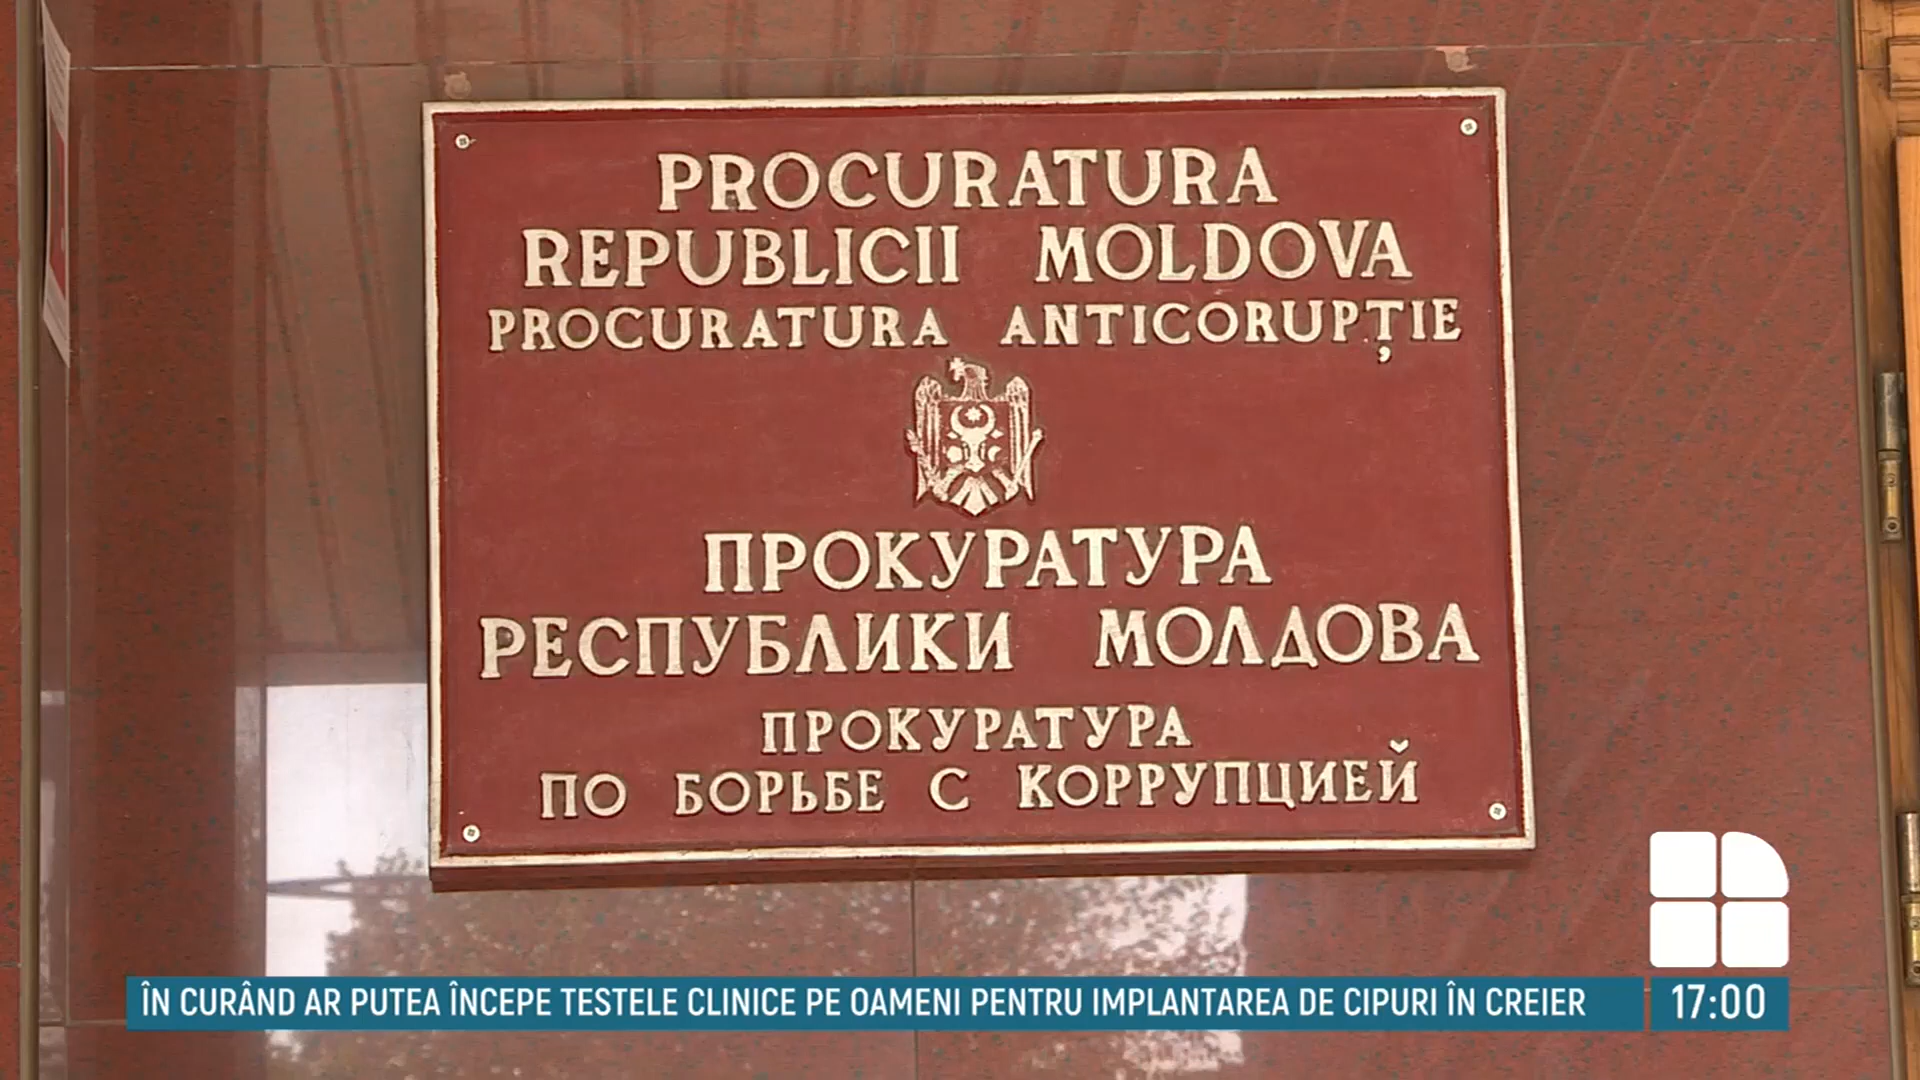 PROCURATURA
REPUBLICII MOLDOVA
PROCURATURA ANTICORUPȚIE
ПРОКУРАТУРА
РЕСПУБЛИКИ МОЛДОВА
ПРОКУРАТУРА
ПО БОРЬБЕ С КОРРУПЦИЕЙ
ÎN CURÂND AR PUTEA ÎNCEPE TESTELE CLINICE PE OAMENI PENTRU IMPLANTAREA DE CIPURI ÎN CREIER
17:00